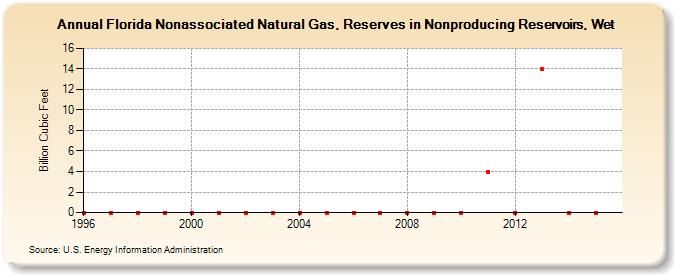 Annual Florida Nonassociated Natural Gas, Reserves in Nonproducing Reservoirs, Wet
Billion Cubic Feet
16
14
12
10
8
6
4
2
0
1996 2000 2004 2008 2012
Source: U.S. Energy Information Administration